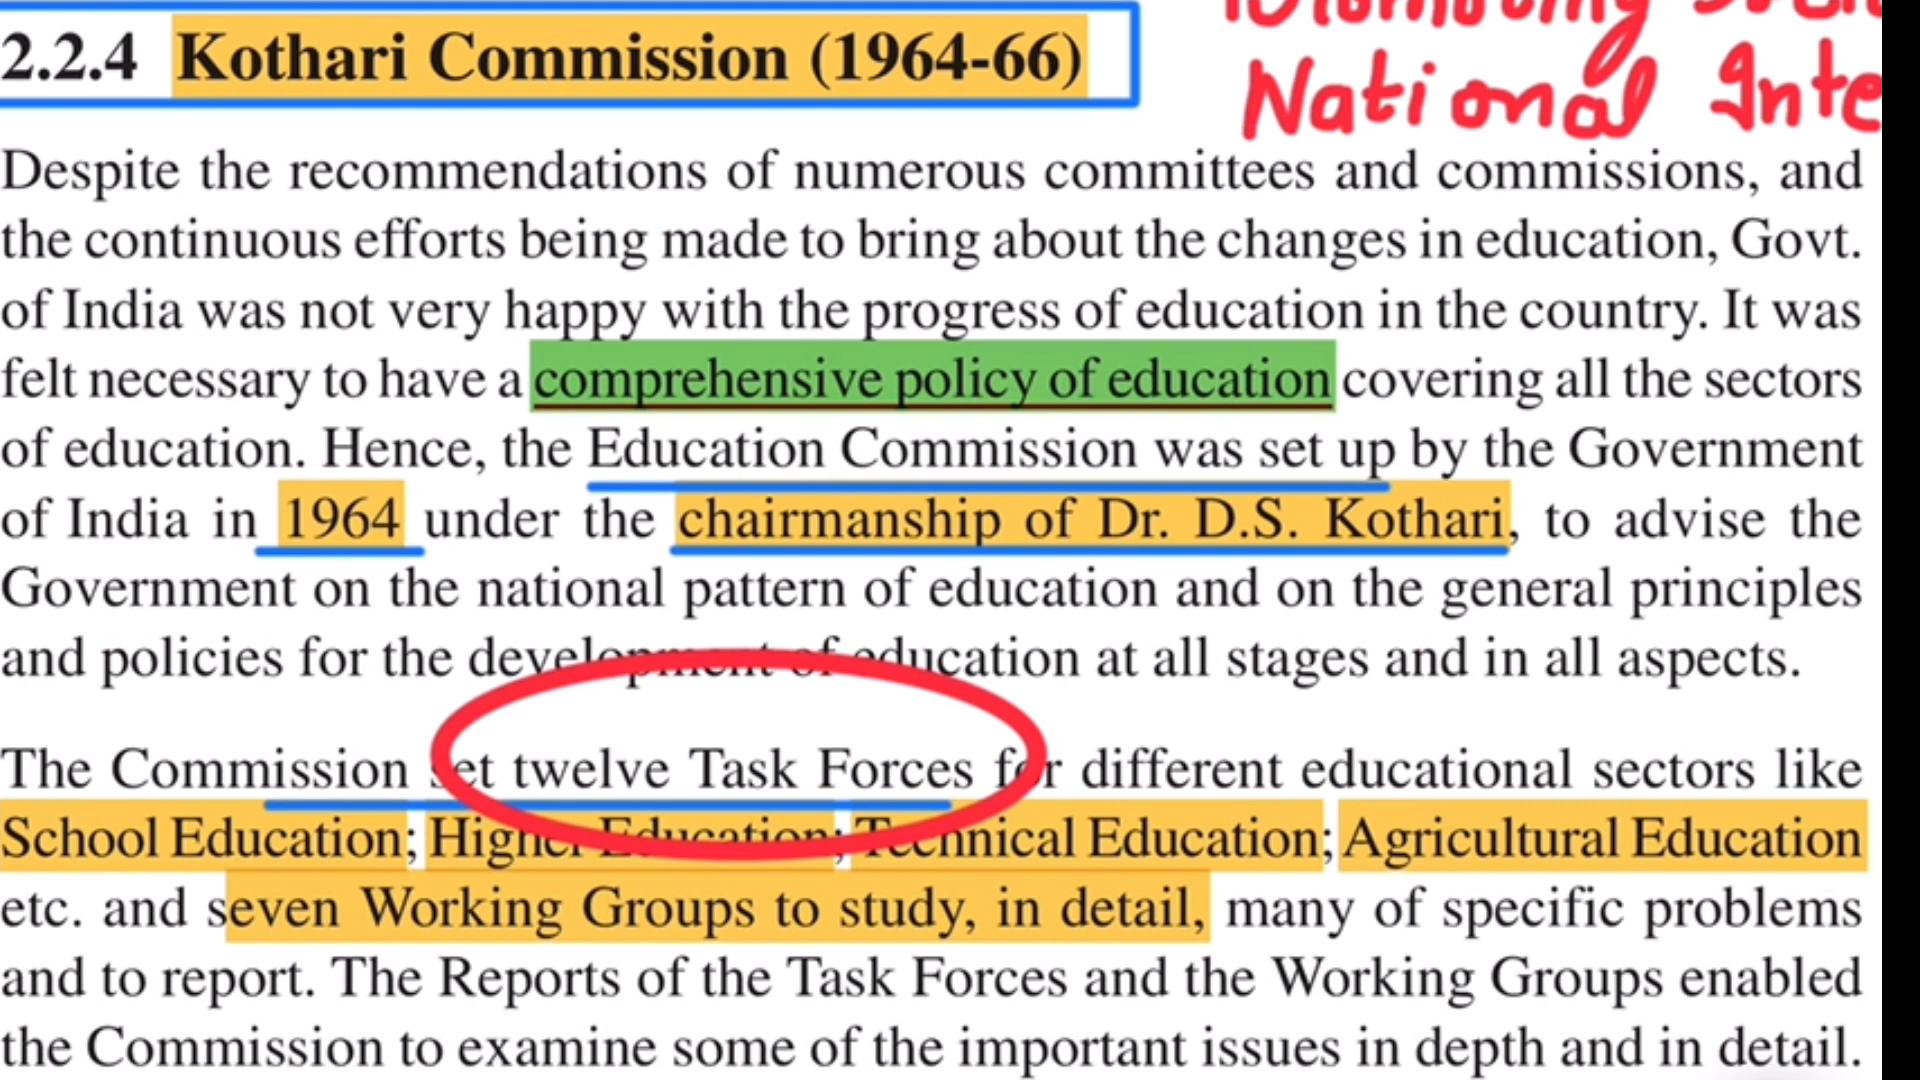 2.2.4 Kothari Commission (1964-66)
National
Despite the recommendations of numerous committees and commissions, and
the continuous efforts being made to bring about the changes in education, Govt.
of India was not very happy with the progress of education in the country. It was
felt necessary to have a comprehensive policy of education covering all the sectors
of education. Hence, the Education Commission was set up by the Government
of India in 1964 under the chairmanship of Dr. D.S. Kothari, to advise the
Government on the national pattern of education and on the general principles
and policies for the development of education at all stages and in all aspects.
The Commission set twelve Task Forces for different educational sectors like
School Education; Higher Education; Technical Education; Agricultural Education
etc. and seven Working Groups to study, in detail, many of specific problems
and to report. The Reports of the Task Forces and the Working Groups enabled
the Commission to examine some of the important issues in depth and in detail.